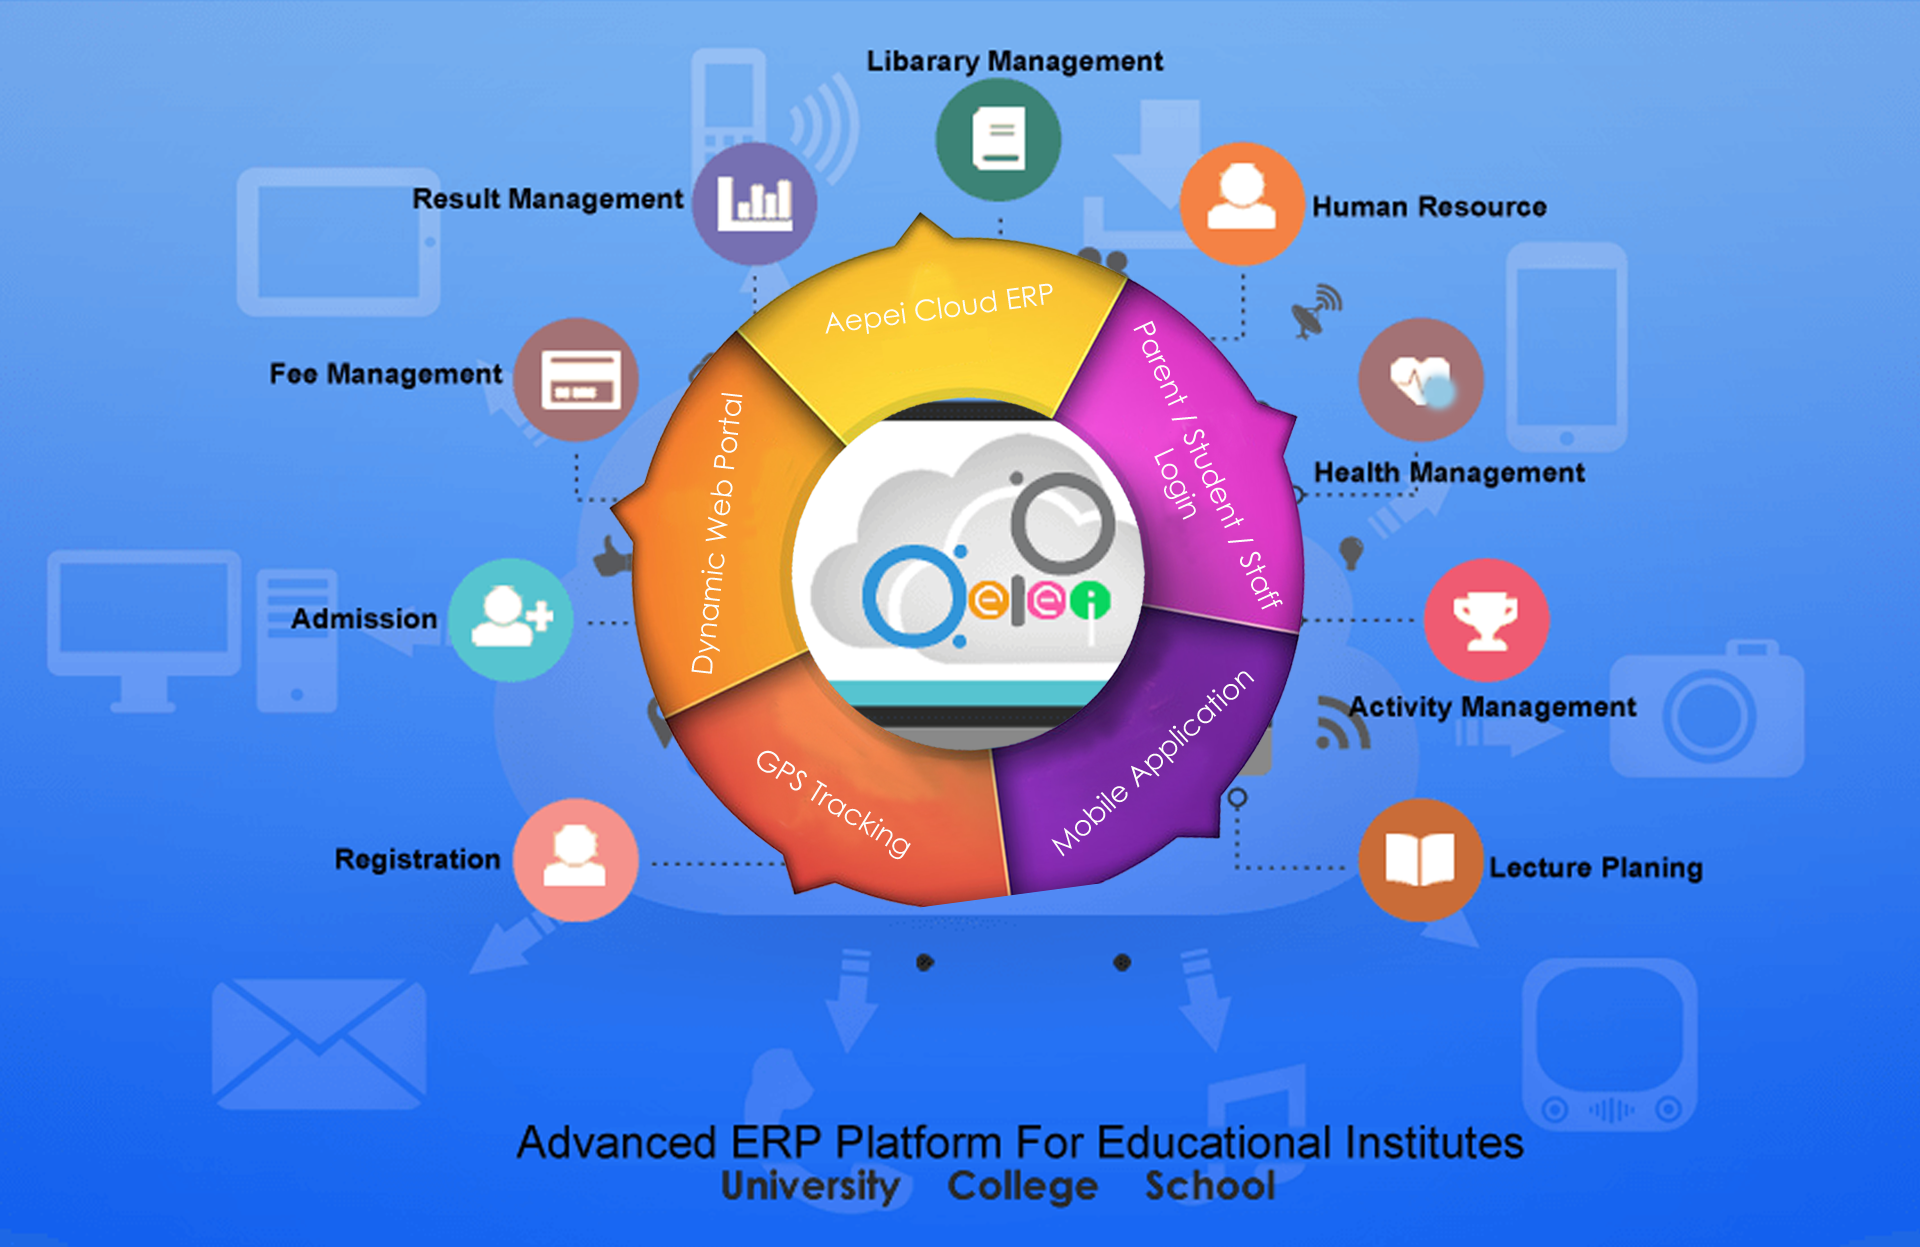 Libarary Management
Result Management
Human Resource
Fee Management
Health Management
Admission
Activity Management
Registration
Lecture Planing
Aepei Cloud ERP
Parent / Student / Staff
Login
Mobile Application
GPS Tracking
Dynamic Web Portal
Advanced ERP Platform For Educational Institutes
University College School